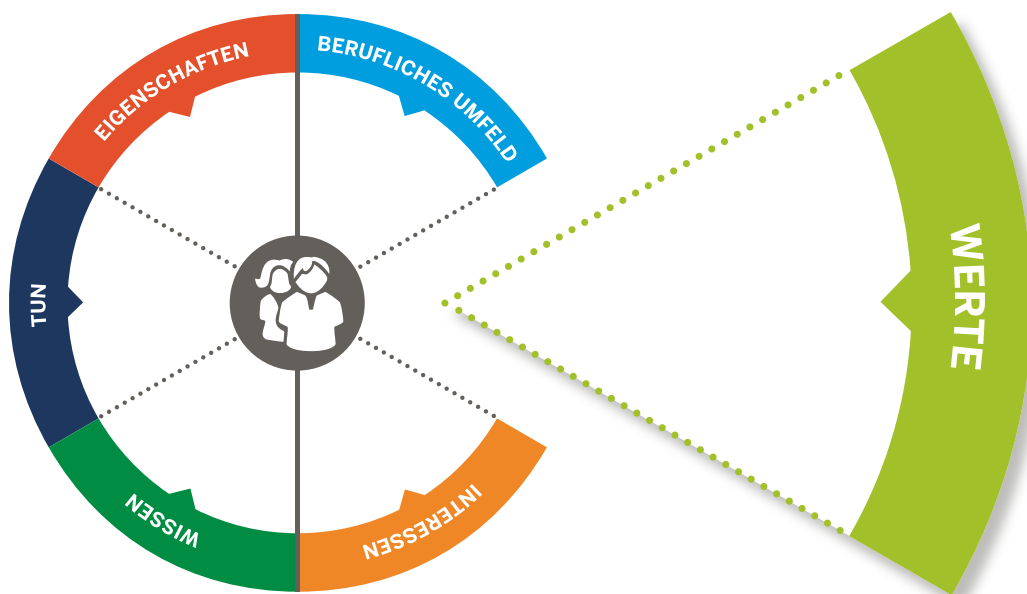 EIGENSCHAFTEN
BERUFLICHES UMFELD
TUN
WERTE
WISSEN
INTERESSEN